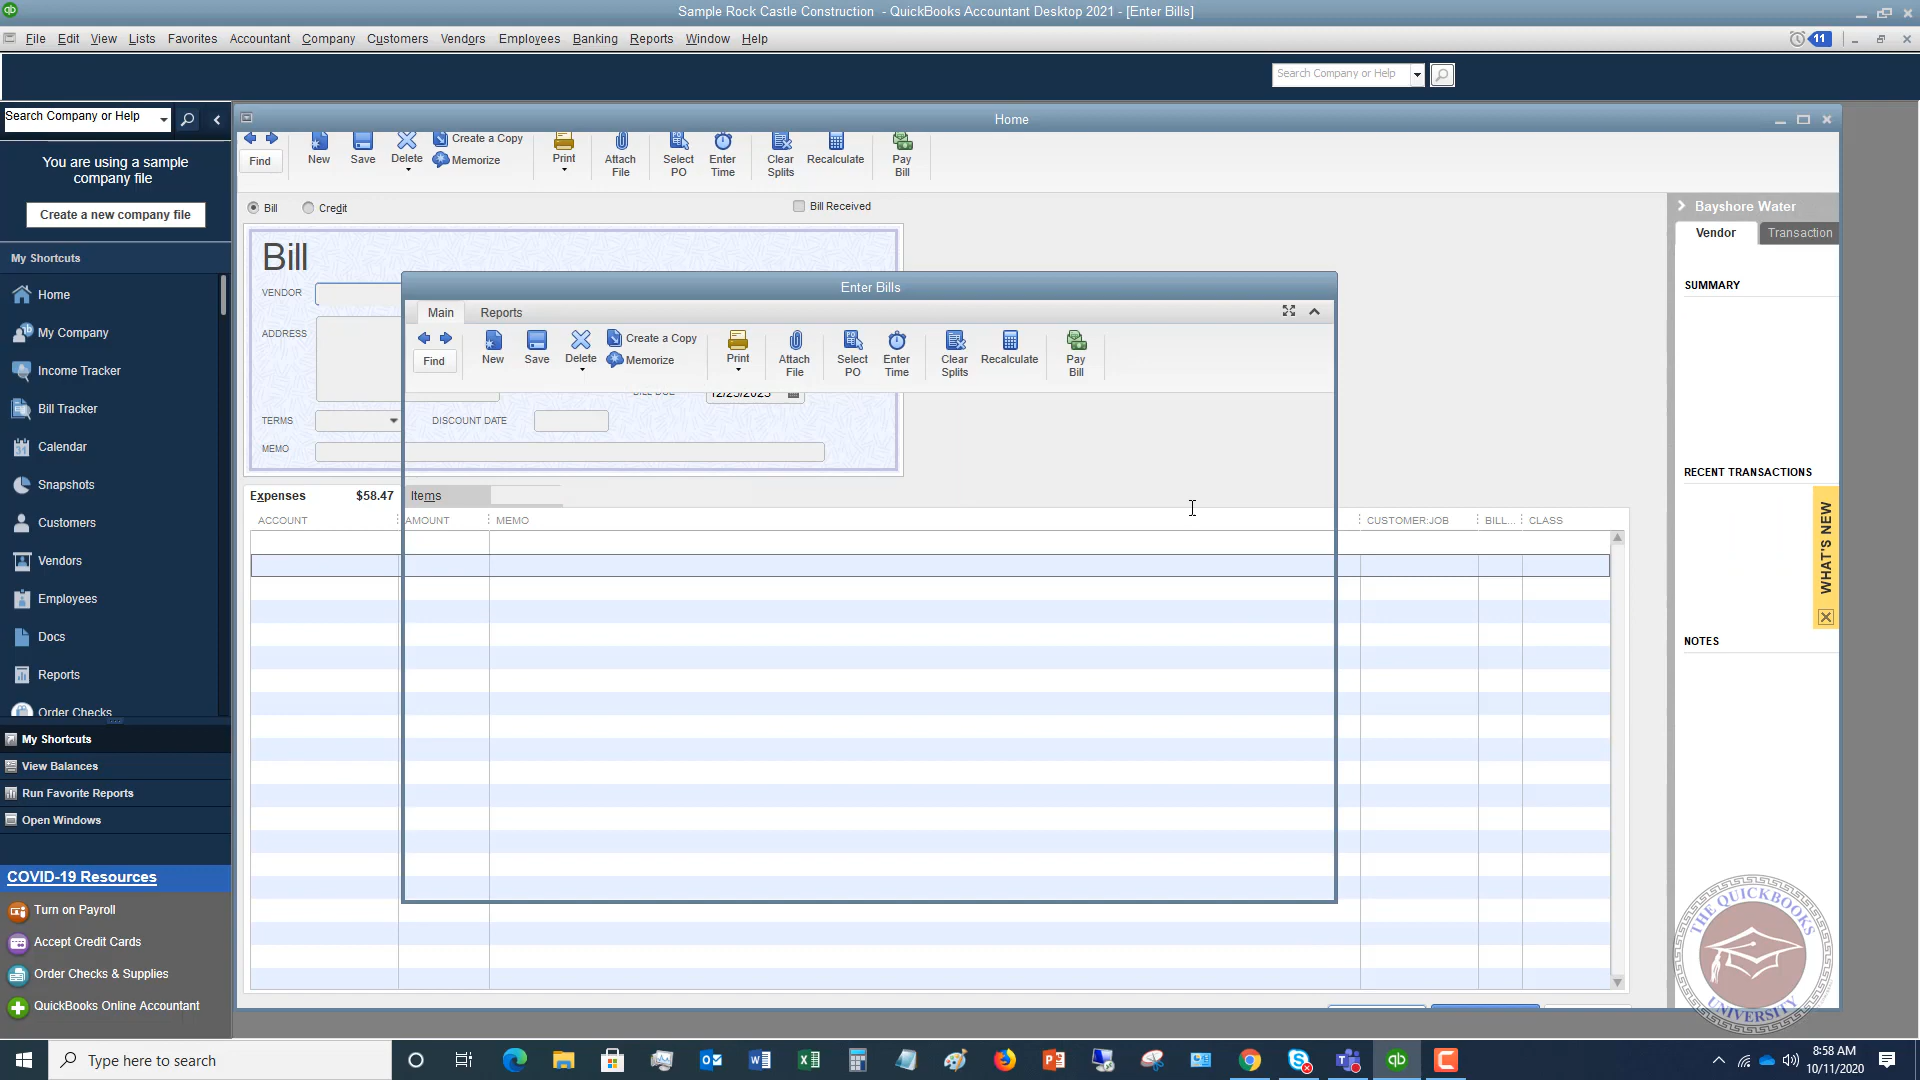 Sample Rock Castle Construction - QuickBooks Accountant Desktop 2021 - [Enter Bills]
File Edit View Lists Favorites Accountant Company Customers Vendors Employees Banking Reports Window Help
11
Search Company or Help
Search Company or Help
Home
You are using a sample
company file
Create a new company file
My Shortcuts
Home
My Company
Income Tracker
Bill Tracker
Calendar
Snapshots
Customers
Vendors
Employees
Docs
Reports
Order Checks
My Shortcuts
View Balances
Run Favorite Reports
Open Windows
COVID-19 Resources
Turn on Payroll
Accept Credit Cards
Order Checks & Supplies
QuickBooks Online Accountant
Find
New
Save
Delete
Create a Copy
Memorize
Print
Attach
File
Select
PO
Enter
Time
Clear
Splits
Recalculate
Pay
Bill
Bill
Credit
Bill Received
Bill
VENDOR
ADDRESS
TERMS
DISCOUNT DATE
MEMO
Enter Bills
Main
Reports
Find
New
Save
Delete
Create a Copy
Memorize
Print
Attach
File
Select
PO
Enter
Time
Clear
Splits
Recalculate
Pay
Bill
BILL DUE
12/25/2025
Expenses $58.47
Items
ACCOUNT AMOUNT MEMO CUSTOMER:JOB BILL... CLASS
Bayshore Water
Vendor
Transaction
SUMMARY
RECENT TRANSACTIONS
WHAT'S NEW
NOTES
THE QUICKBOOKS
UNIVERSITY
Type here to search
8:58 AM
10/11/2020